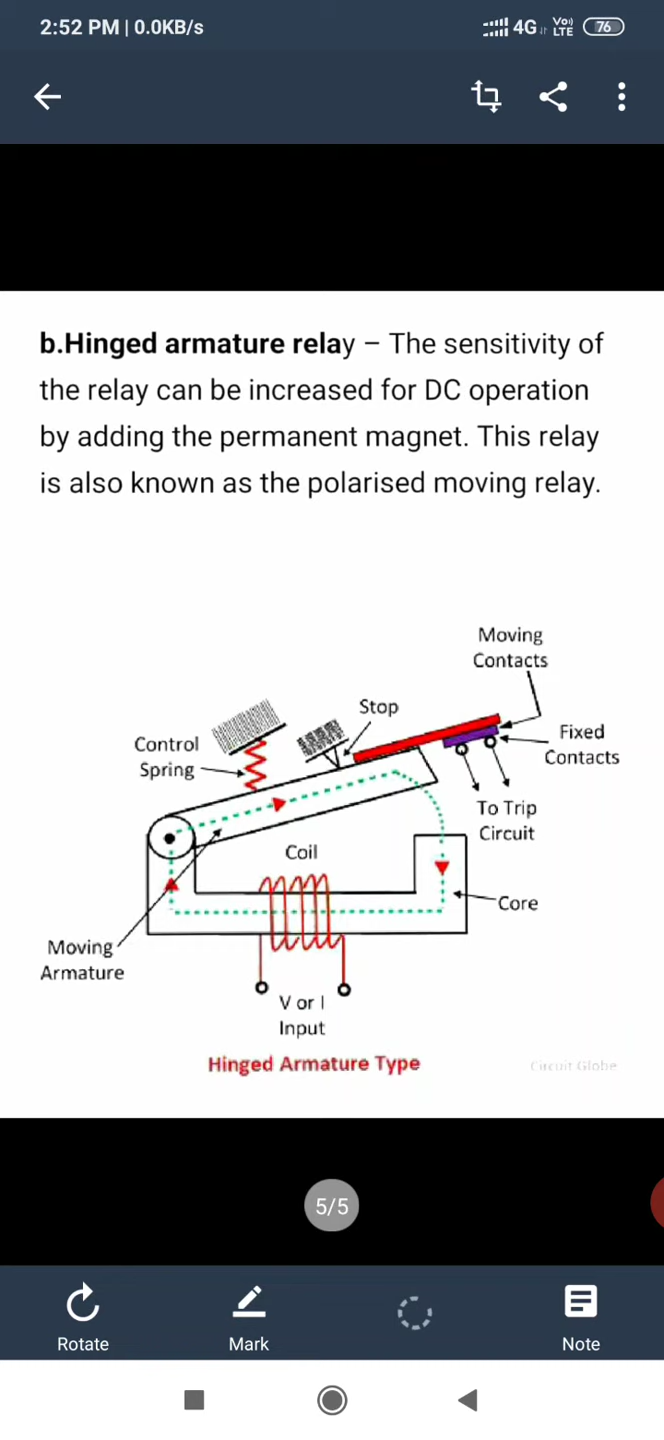 2:52 PM | 0.0KB/s
4G
Vo))
LTE
76
b.Hinged armature relay – The sensitivity of
the relay can be increased for DC operation
by adding the permanent magnet. This relay
is also known as the polarised moving relay.
Moving
Contacts
Stop
Control
Spring
Fixed
Contacts
To Trip
Circuit
Coil
Core
Moving
Armature
V or I
Input
Hinged Armature Type
Circuit Globe
5/5
Rotate
Mark
Note